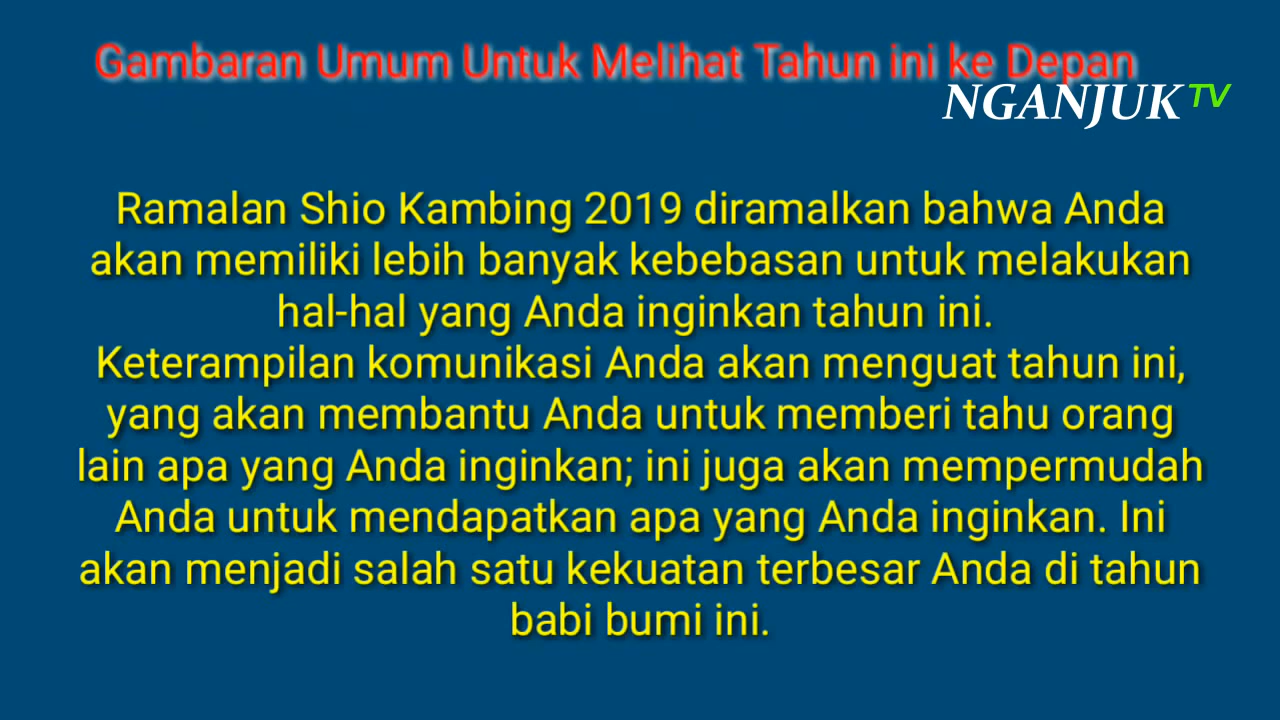 Gambaran Umum Untuk Melihat Tahun ini ke Depan
NGANJUK TV
Ramalan Shio Kambing 2019 diramalkan bahwa Anda
akan memiliki lebih banyak kebebasan untuk melakukan
hal-hal yang Anda inginkan tahun ini.
Keterampilan komunikasi Anda akan menguat tahun ini,
yang akan membantu Anda untuk memberi tahu orang
lain apa yang Anda inginkan; ini juga akan mempermudah
Anda untuk mendapatkan apa yang Anda inginkan. Ini
akan menjadi salah satu kekuatan terbesar Anda di tahun
babi bumi ini.